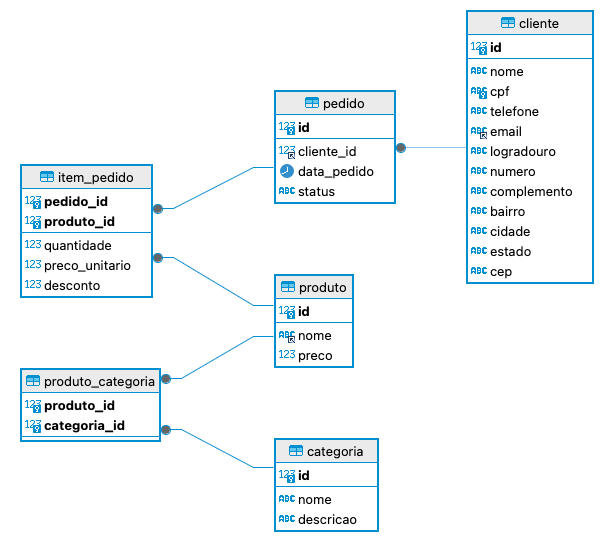 cliente
123 id
ABC nome
ABC cpf
ABC telefone
ABC email
ABC logradouro
ABC numero
ABC complemento
ABC bairro
ABC cidade
ABC estado
ABC cep
pedido
123 id
123 cliente_id
data_pedido
ABC status
item_pedido
123 pedido_id
123 produto_id
123 quantidade
123 preco_unitario
123 desconto
produto
123 id
ABC nome
123 preco
produto_categoria
123 produto_id
123 categoria_id
categoria
123 id
ABC nome
ABC descricao